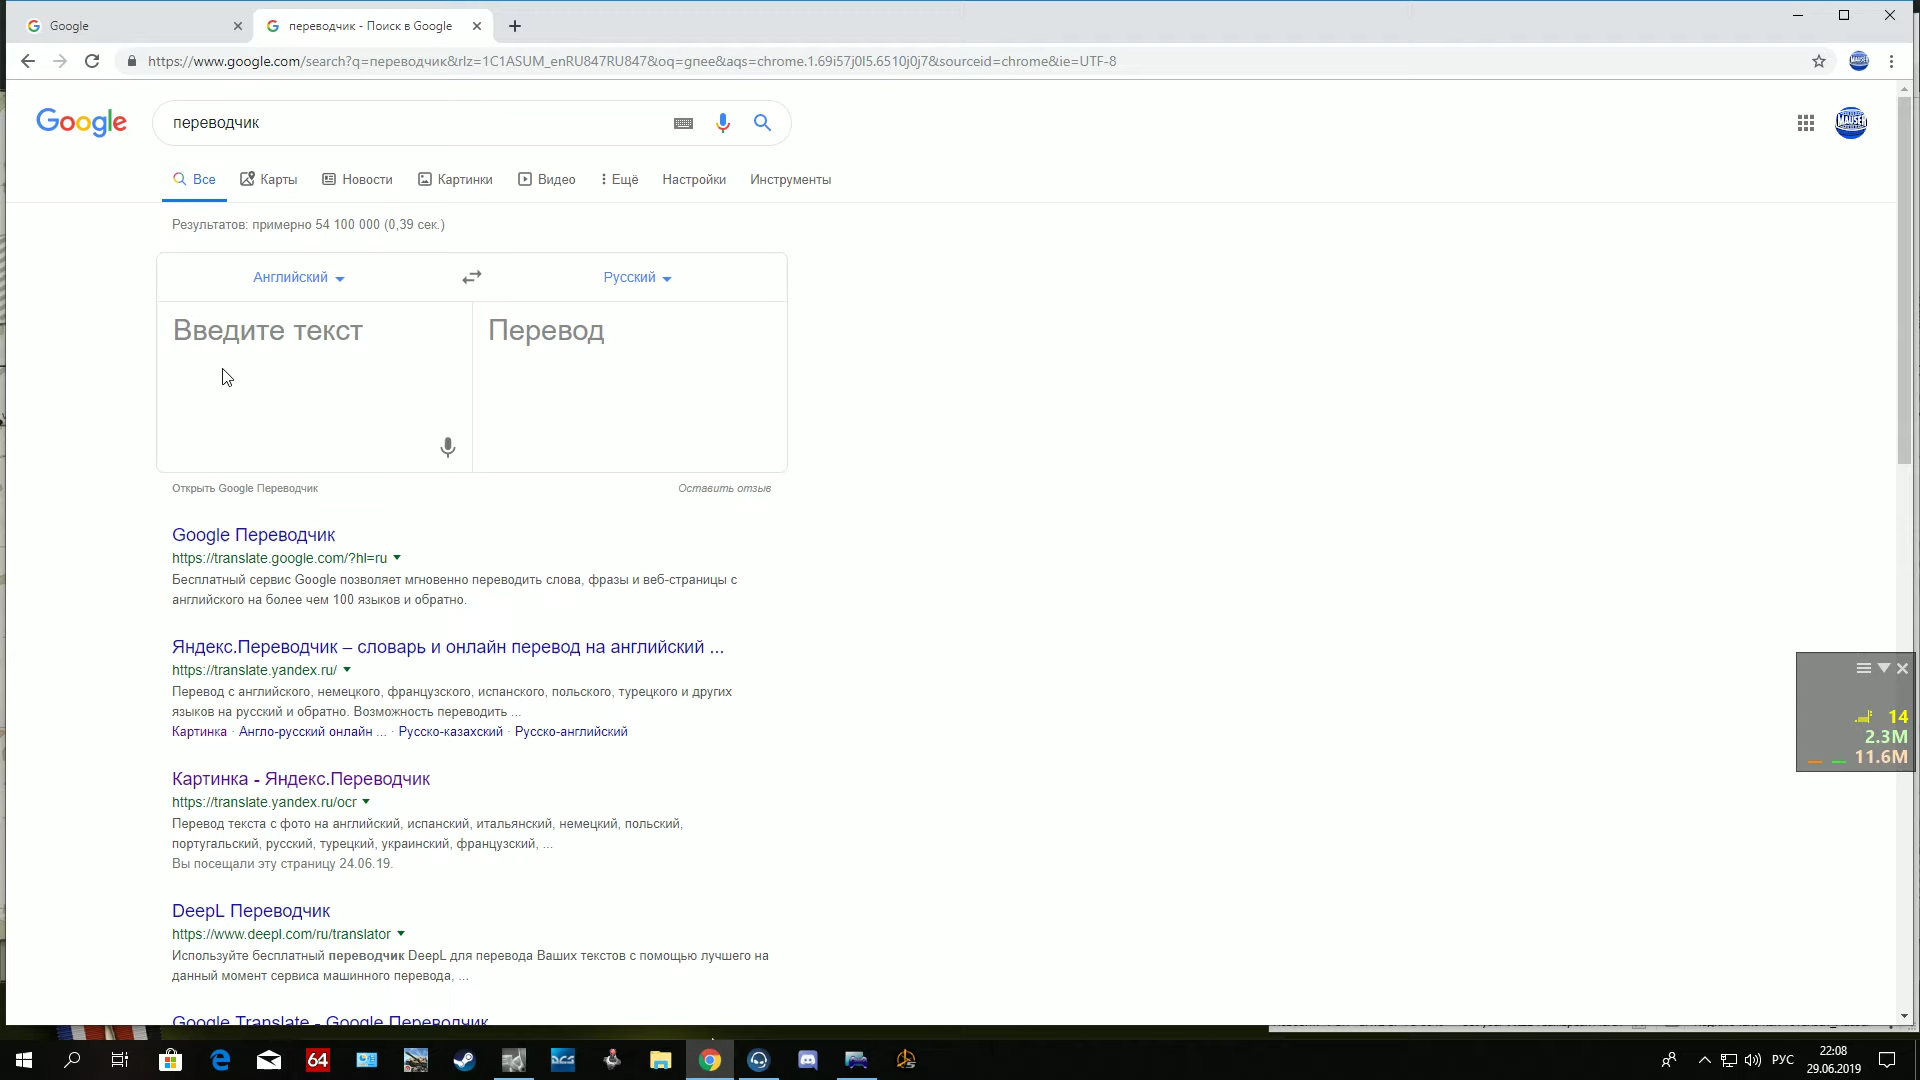 Google
переводчик - Поиск в Google
https://www.google.com/search?q=переводчик&rlz=1C1ASUM_enRU847RU847&oq=gnee&aqs=chrome.1.69i57j0l5.6510j0j7&sourceid=chrome&ie=UTF-8
Google
переводчик
MAUSER
Все
Карты
Новости
Картинки
Видео
Ещё
Настройки
Инструменты
Результатов: примерно 54 100 000 (0,39 сек.)
Английский
Русский
Введите текст
Перевод
Открыть Google Переводчик
Оставить отзыв
Google Переводчик
https://translate.google.com/?hl=ru
Бесплатный сервис Google позволяет мгновенно переводить слова, фразы и веб-страницы с
английского на более чем 100 языков и обратно.
Яндекс.Переводчик – словарь и онлайн перевод на английский ...
https://translate.yandex.ru/
Перевод с английского, немецкого, французского, испанского, польского, турецкого и других
языков на русский и обратно. Возможность переводить ...
Картинка · Англо-русский онлайн ... · Русско-казахский · Русско-английский
14
2.3M
11.6M
Картинка - Яндекс.Переводчик
https://translate.yandex.ru/ocr
Перевод текста с фото на английский, испанский, итальянский, немецкий, польский,
португальский, русский, турецкий, украинский, французский, ...
Вы посещали эту страницу 24.06.19.
DeepL Переводчик
https://www.deepl.com/ru/translator
Используйте бесплатный переводчик DeepL для перевода Ваших текстов с помощью лучшего на
данный момент сервиса машинного перевода, ...
Google Translate - Google Переводчик
64
DCS
РУС
22:08
29.06.2019